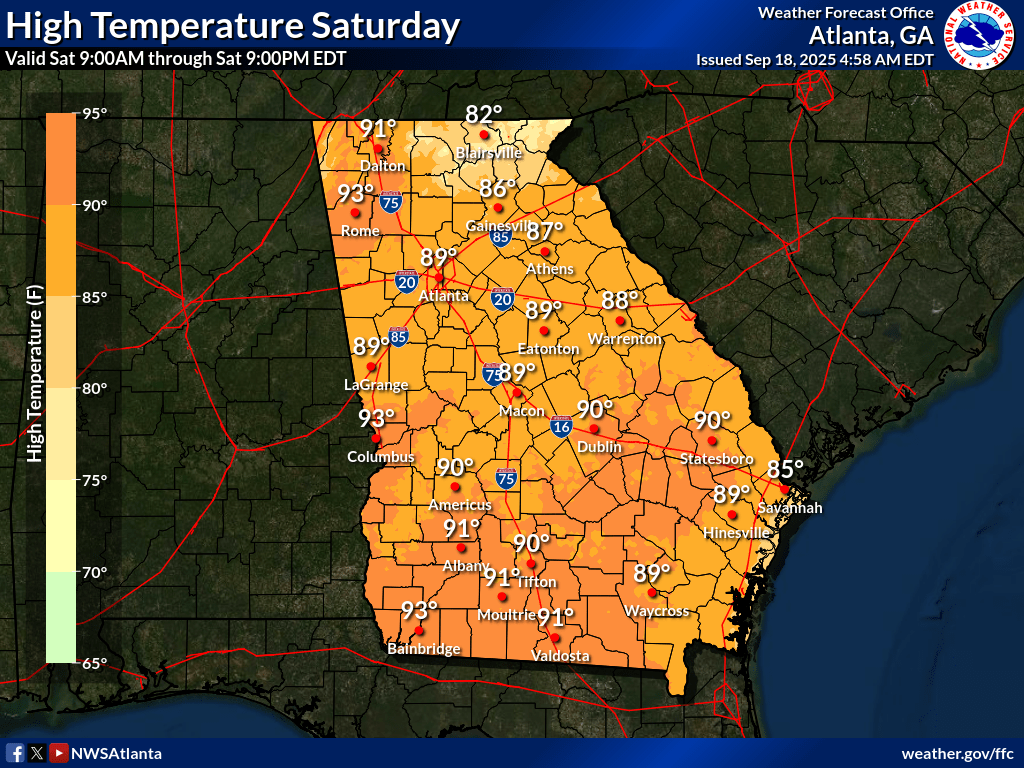 High Temperature Saturday
Valid Sat 9:00AM through Sat 9:00PM EDT
Weather Forecast Office
Atlanta, GA
Issued Sep 18, 2025 4:58 AM EDT
NATIONAL WEATHER SERVICE
High Temperature (F)
95°
90°
85°
80°
75°
70°
65°
82°
Blairsville
91°
Dalton
93°
Rome
75
86°
Gainesvill
85
87°
Athens
89°
Atlanta
20
20
88°
Warrenton
89°
Eatonton
85
89°
LaGrange
75
89°
Macon
93°
Columbus
16
90°
Dublin
90°
Statesboro
90°
Americus
75
85°
Savannah
89°
Hinesville
91°
Albany
90°
Tifton
91°
Moultrie
89°
Waycross
93°
Bainbridge
91°
Valdosta
NWSAtlanta
weather.gov/ffc